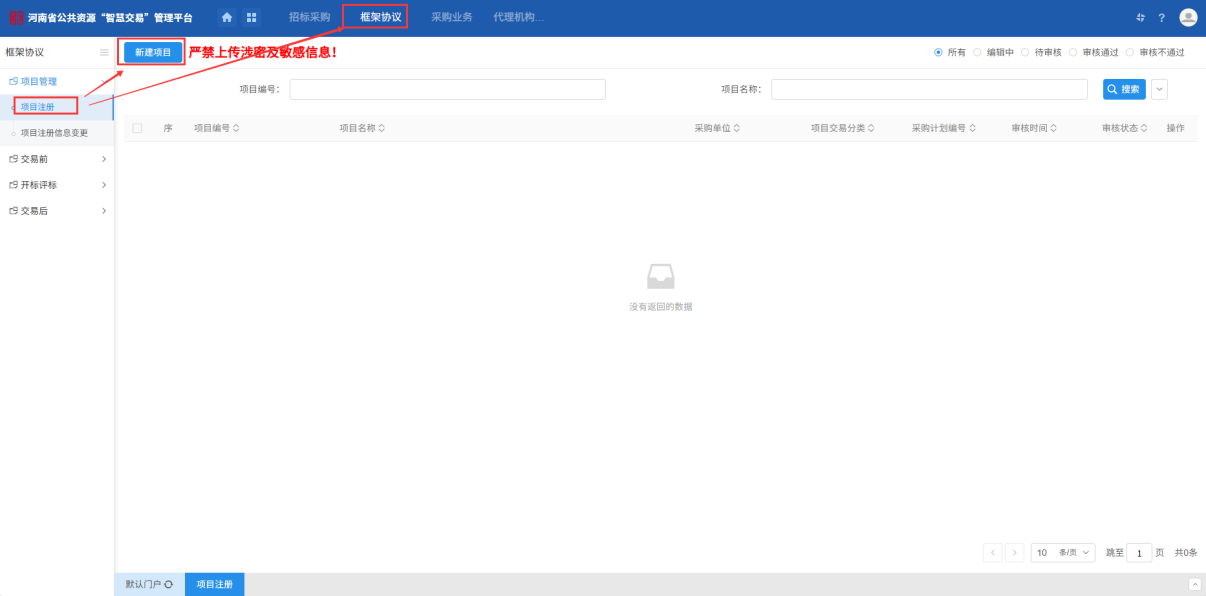 河南省公共资源“智慧交易”管理平台 招标采购 框架协议 采购业务 代理机构... ?
框架协议 新建项目 严禁上传涉密及敏感信息! 所有 编辑中 待审核 审核通过 审核不通过
项目管理
项目编号: 项目名称: 搜索
项目注册
序 项目编号 项目名称 采购单位 项目交易分类 采购计划编号 审核时间 审核状态 操作
项目注册信息变更
交易前
开标评标
交易后
没有返回的数据
10 条/页 跳至 1 页 共0条
默认门户 项目注册